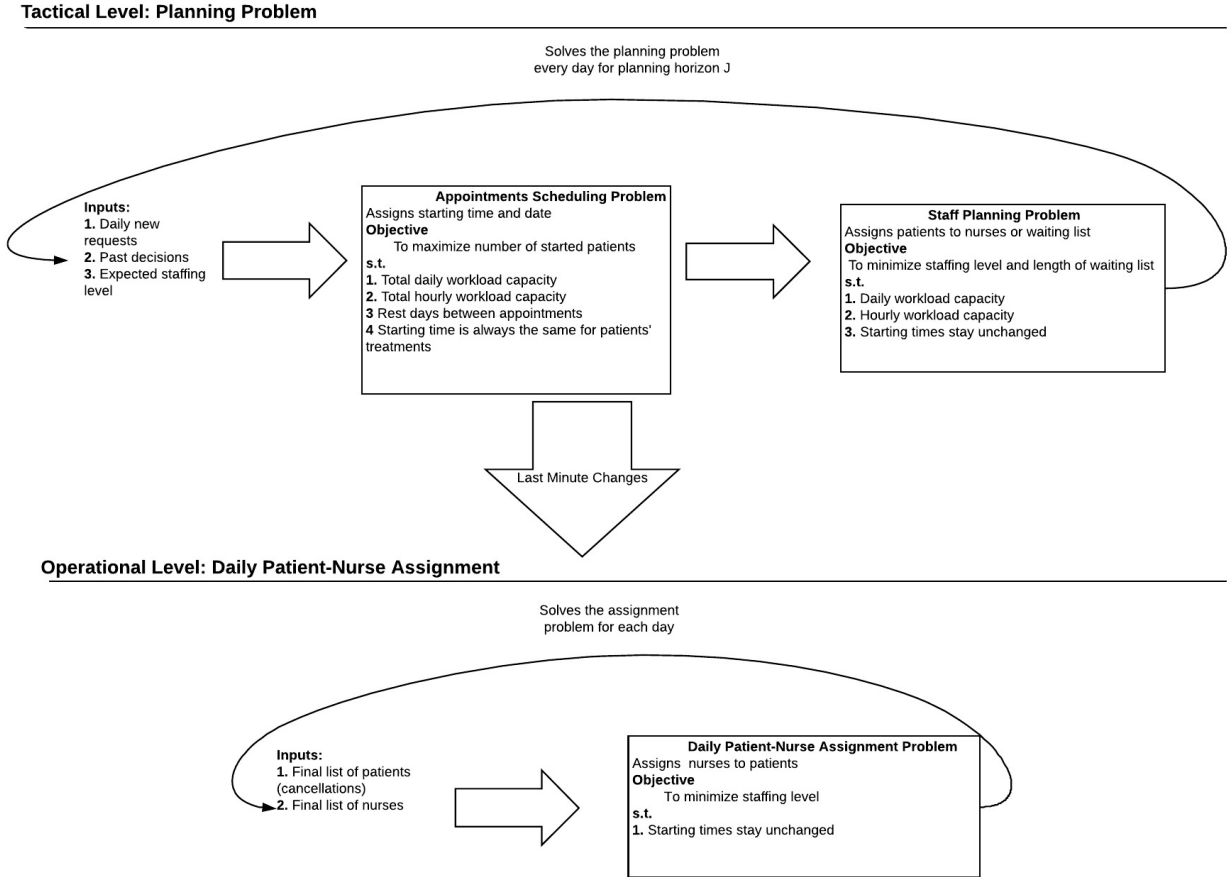 Tactical Level: Planning Problem
Solves the planning problem
every day for planning horizon J
Inputs:
1. Daily new
requests
2. Past decisions
3. Expected staffing
level
Appointments Scheduling Problem
Assigns starting time and date
Objective
To maximize number of started patients
s.t.
1. Total daily workload capacity
2. Total hourly workload capacity
3 Rest days between appointments
4 Starting time is always the same for patients'
treatments
Staff Planning Problem
Assigns patients to nurses or waiting list
Objective
To minimize staffing level and length of waiting list
s.t.
1. Daily workload capacity
2. Hourly workload capacity
3. Starting times stay unchanged
Last Minute Changes
Operational Level: Daily Patient-Nurse Assignment
Solves the assignment
problem for each day
Inputs:
1. Final list of patients
(cancellations)
2. Final list of nurses
Daily Patient-Nurse Assignment Problem
Assigns nurses to patients
Objective
To minimize staffing level
s.t.
1. Starting times stay unchanged